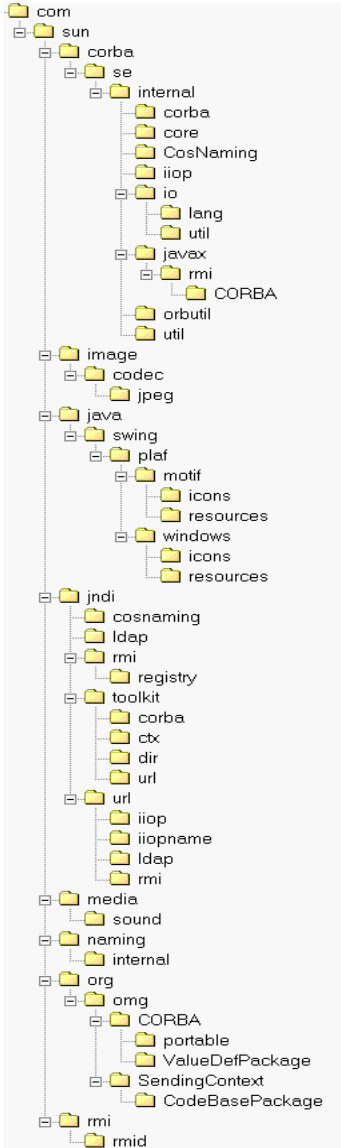 com
sun
corba
se
internal
corba
core
CosNaming
iiop
io
lang
util
javax
rmi
CORBA
orbutil
util
image
codec
jpeg
java
swing
plaf
motif
icons
resources
windows
icons
resources
jndi
cosnaming
ldap
rmi
registry
toolkit
corba
ctx
dir
url
url
iiop
iiopname
ldap
rmi
media
sound
naming
internal
org
omg
CORBA
portable
ValueDefPackage
SendingContext
CodeBasePackage
rmi
rmid